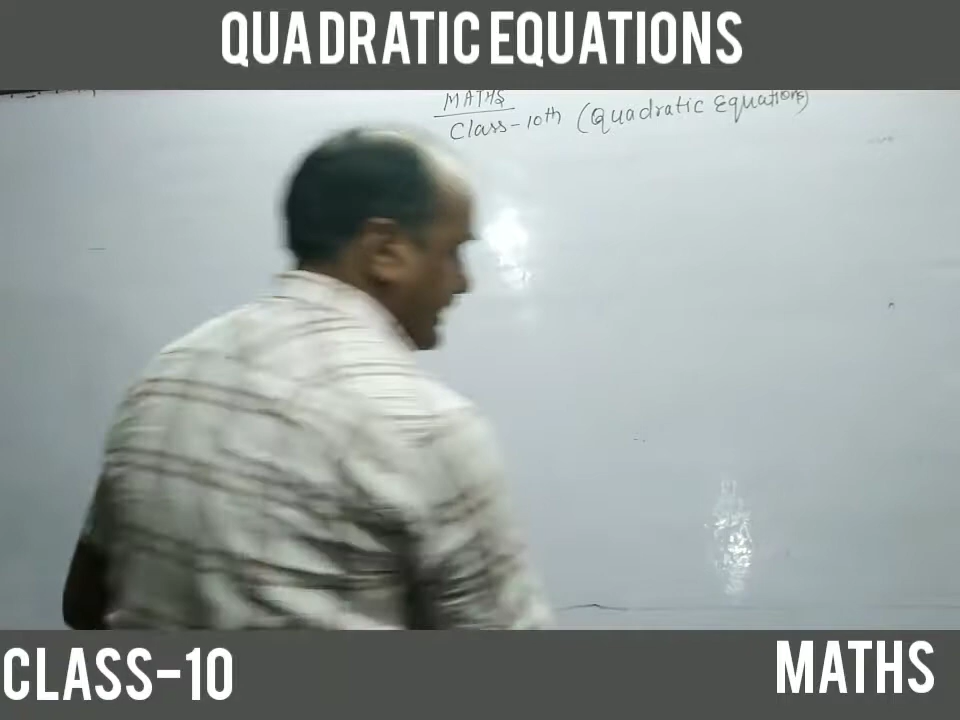 QUADRATIC EQUATIONS
MATHS
Class-10th (Quadratic Equations)
CLASS-10
MATHS